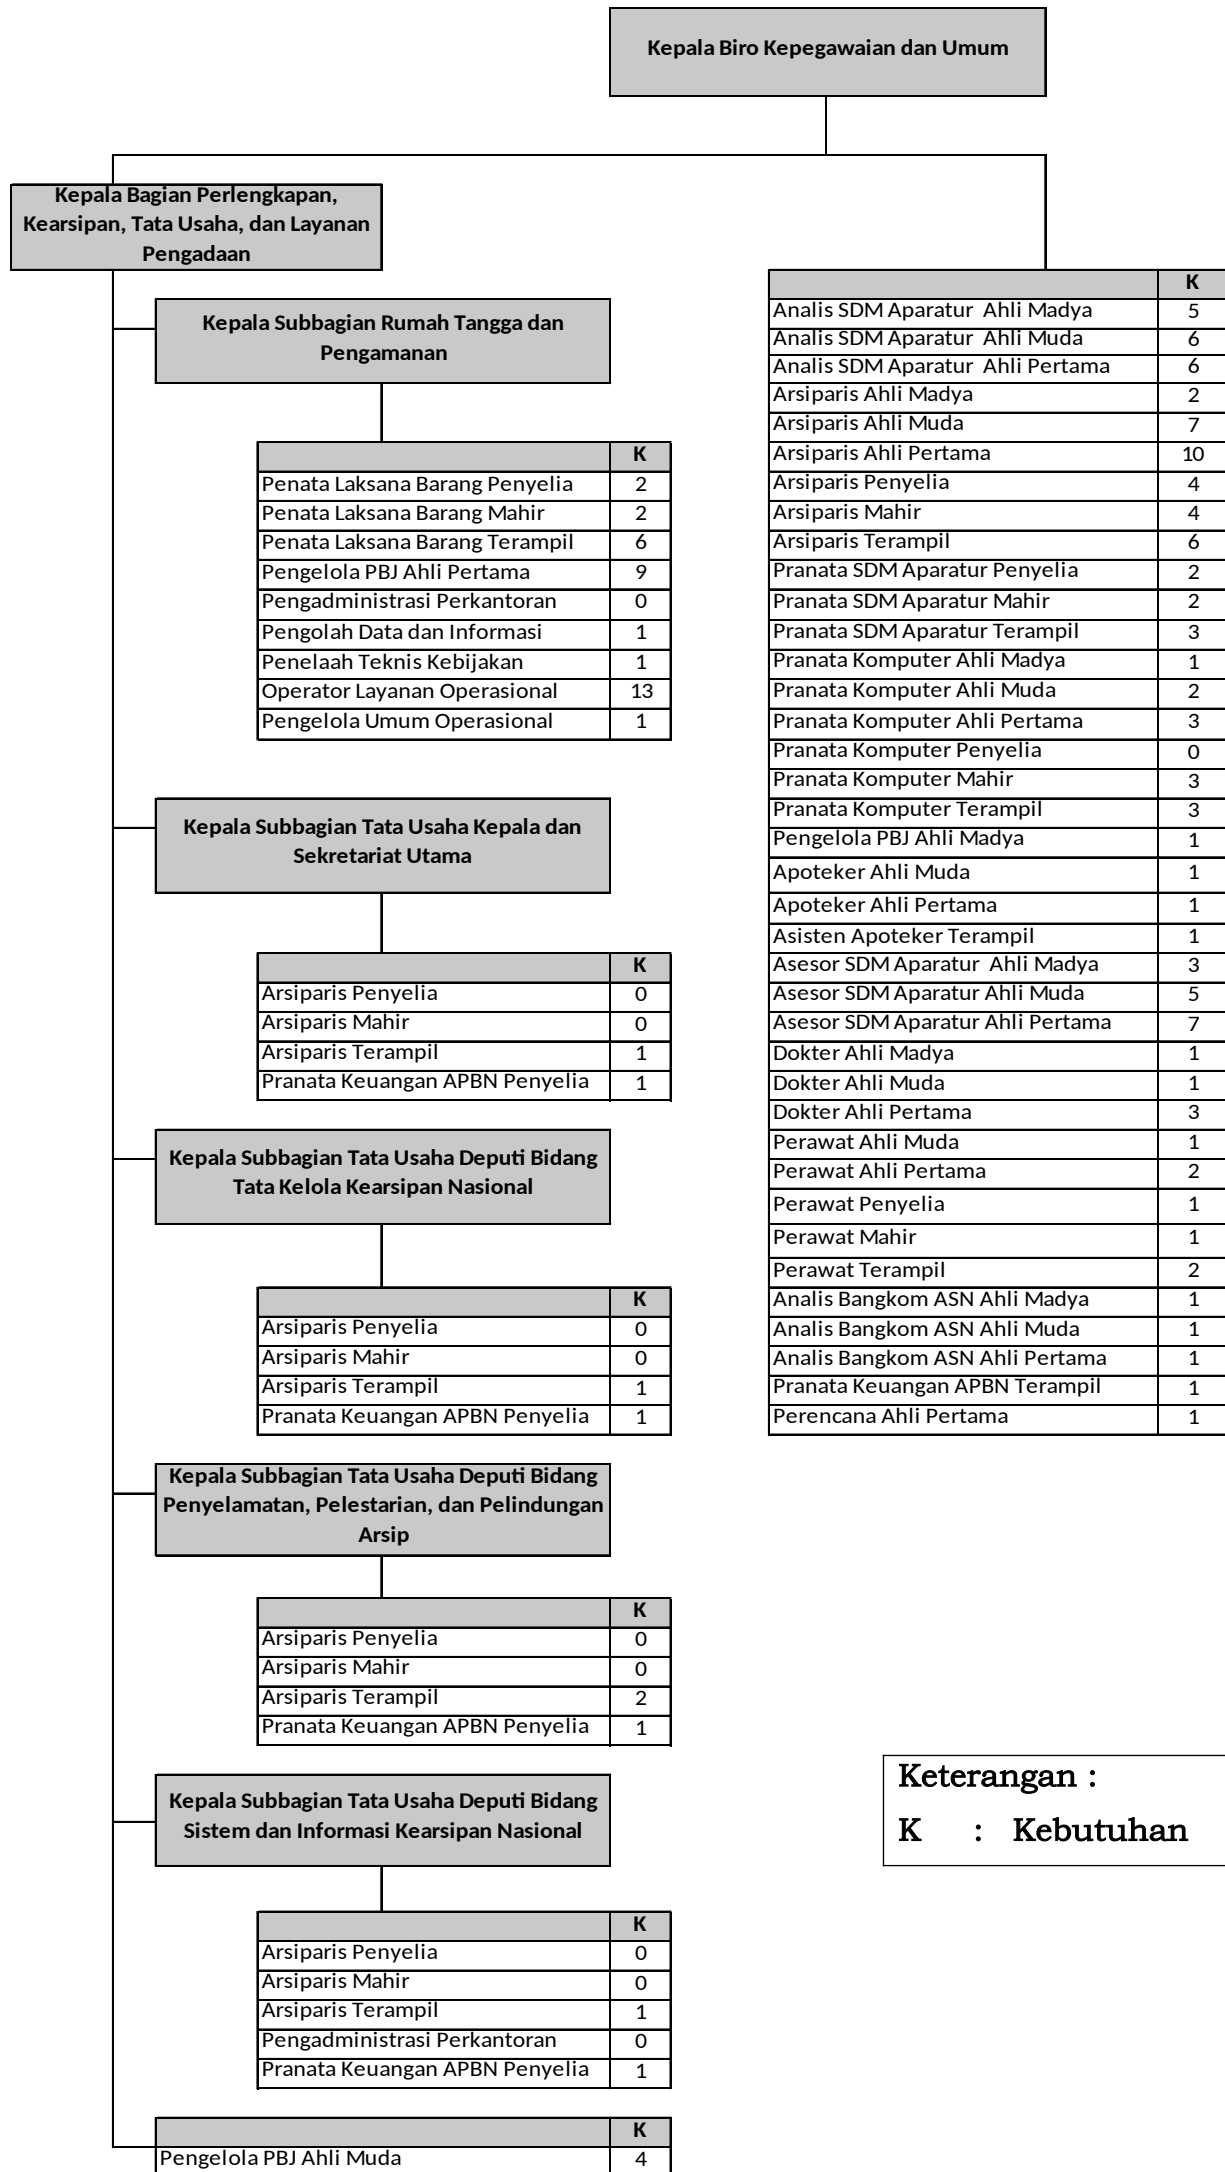 Kepala Biro Kepegawaian dan Umum
Kepala Bagian Perlengkapan,
Kearsipan, Tata Usaha, dan Layanan
Pengadaan
Kepala Subbagian Rumah Tangga dan
Pengamanan
K
Penata Laksana Barang Penyelia 2
Penata Laksana Barang Mahir 2
Penata Laksana Barang Terampil 6
Pengelola PBJ Ahli Pertama 9
Pengadministrasi Perkantoran 0
Pengolah Data dan Informasi 1
Penelaah Teknis Kebijakan 1
Operator Layanan Operasional 13
Pengelola Umum Operasional 1
Kepala Subbagian Tata Usaha Kepala dan
Sekretariat Utama
K
Arsiparis Penyelia 0
Arsiparis Mahir 0
Arsiparis Terampil 1
Pranata Keuangan APBN Penyelia 1
Kepala Subbagian Tata Usaha Deputi Bidang
Tata Kelola Kearsipan Nasional
K
Arsiparis Penyelia 0
Arsiparis Mahir 0
Arsiparis Terampil 1
Pranata Keuangan APBN Penyelia 1
Kepala Subbagian Tata Usaha Deputi Bidang
Penyelamatan, Pelestarian, dan Pelindungan
Arsip
K
Arsiparis Penyelia 0
Arsiparis Mahir 0
Arsiparis Terampil 2
Pranata Keuangan APBN Penyelia 1
Kepala Subbagian Tata Usaha Deputi Bidang
Sistem dan Informasi Kearsipan Nasional
K
Arsiparis Penyelia 0
Arsiparis Mahir 0
Arsiparis Terampil 1
Pengadministrasi Perkantoran 0
Pranata Keuangan APBN Penyelia 1
K
Pengelola PBJ Ahli Muda 4
K
Analis SDM Aparatur Ahli Madya 5
Analis SDM Aparatur Ahli Muda 6
Analis SDM Aparatur Ahli Pertama 6
Arsiparis Ahli Madya 2
Arsiparis Ahli Muda 7
Arsiparis Ahli Pertama 10
Arsiparis Penyelia 4
Arsiparis Mahir 4
Arsiparis Terampil 6
Pranata SDM Aparatur Penyelia 2
Pranata SDM Aparatur Mahir 2
Pranata SDM Aparatur Terampil 3
Pranata Komputer Ahli Madya 1
Pranata Komputer Ahli Muda 2
Pranata Komputer Ahli Pertama 3
Pranata Komputer Penyelia 0
Pranata Komputer Mahir 3
Pranata Komputer Terampil 3
Pengelola PBJ Ahli Madya 1
Apoteker Ahli Muda 1
Apoteker Ahli Pertama 1
Asisten Apoteker Terampil 1
Asesor SDM Aparatur Ahli Madya 3
Asesor SDM Aparatur Ahli Muda 5
Asesor SDM Aparatur Ahli Pertama 7
Dokter Ahli Madya 1
Dokter Ahli Muda 1
Dokter Ahli Pertama 3
Perawat Ahli Muda 1
Perawat Ahli Pertama 2
Perawat Penyelia 1
Perawat Mahir 1
Perawat Terampil 2
Analis Bangkom ASN Ahli Madya 1
Analis Bangkom ASN Ahli Muda 1
Analis Bangkom ASN Ahli Pertama 1
Pranata Keuangan APBN Terampil 1
Perencana Ahli Pertama 1
Keterangan :
K : Kebutuhan